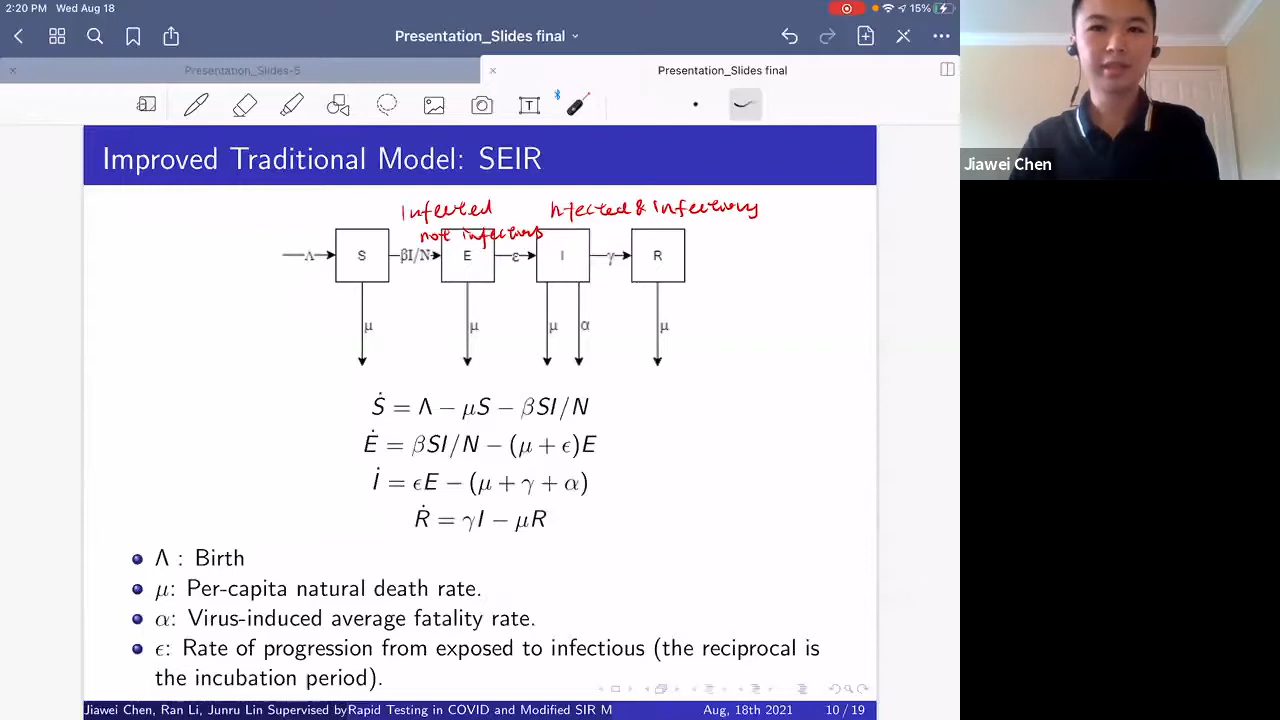 2:20 PM Wed Aug 18
15%
Presentation_Slides final
Presentation_Slides-5
Presentation_Slides final
T
Jiawei Chen
Improved Traditional Model: SEIR
Infected
not infectious
nfected & infectious
Λ S βI/N E ε I γ R
μ μ μ α μ
Ṡ = Λ − μS − βSI/N
Ė = βSI/N − (μ + ϵ)E
İ = ϵE − (μ + γ + α)
Ṙ = γI − μR
Λ : Birth
μ: Per-capita natural death rate.
α: Virus-induced average fatality rate.
ϵ: Rate of progression from exposed to infectious (the reciprocal is
the incubation period).
Jiawei Chen, Ran Li, Junru Lin Supervised by Rapid Testing in COVID and Modified SIR M Aug, 18th 2021 10 / 19